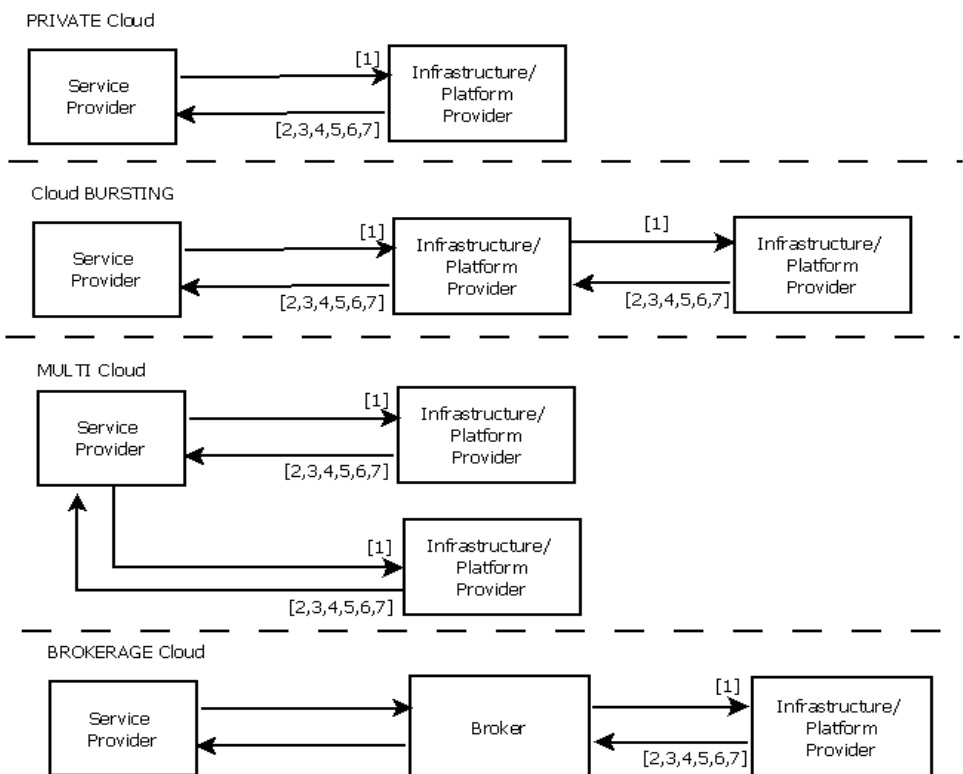 PRIVATE Cloud
Service
Provider
[1]
[2,3,4,5,6,7]
Infrastructure/
Platform
Provider
Cloud BURSTING
Service
Provider
[1]
[2,3,4,5,6,7]
Infrastructure/
Platform
Provider
[1]
[2,3,4,5,6,7]
Infrastructure/
Platform
Provider
MULTI Cloud
Service
Provider
[1]
[2,3,4,5,6,7]
Infrastructure/
Platform
Provider
[1]
[2,3,4,5,6,7]
Infrastructure/
Platform
Provider
BROKERAGE Cloud
Service
Provider
Broker
[1]
[2,3,4,5,6,7]
Infrastructure/
Platform
Provider